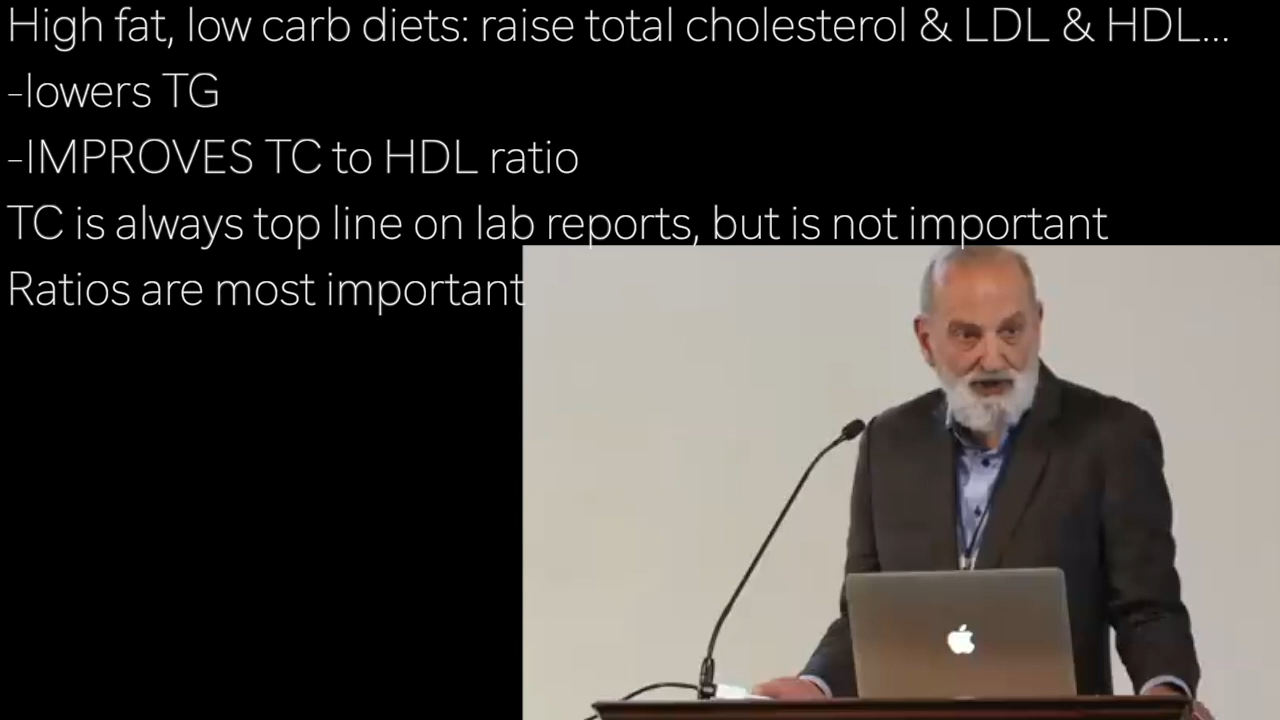 High fat, low carb diets: raise total cholesterol & LDL & HDL...
-lowers TG
-IMPROVES TC to HDL ratio
TC is always top line on lab reports, but is not important
Ratios are most important